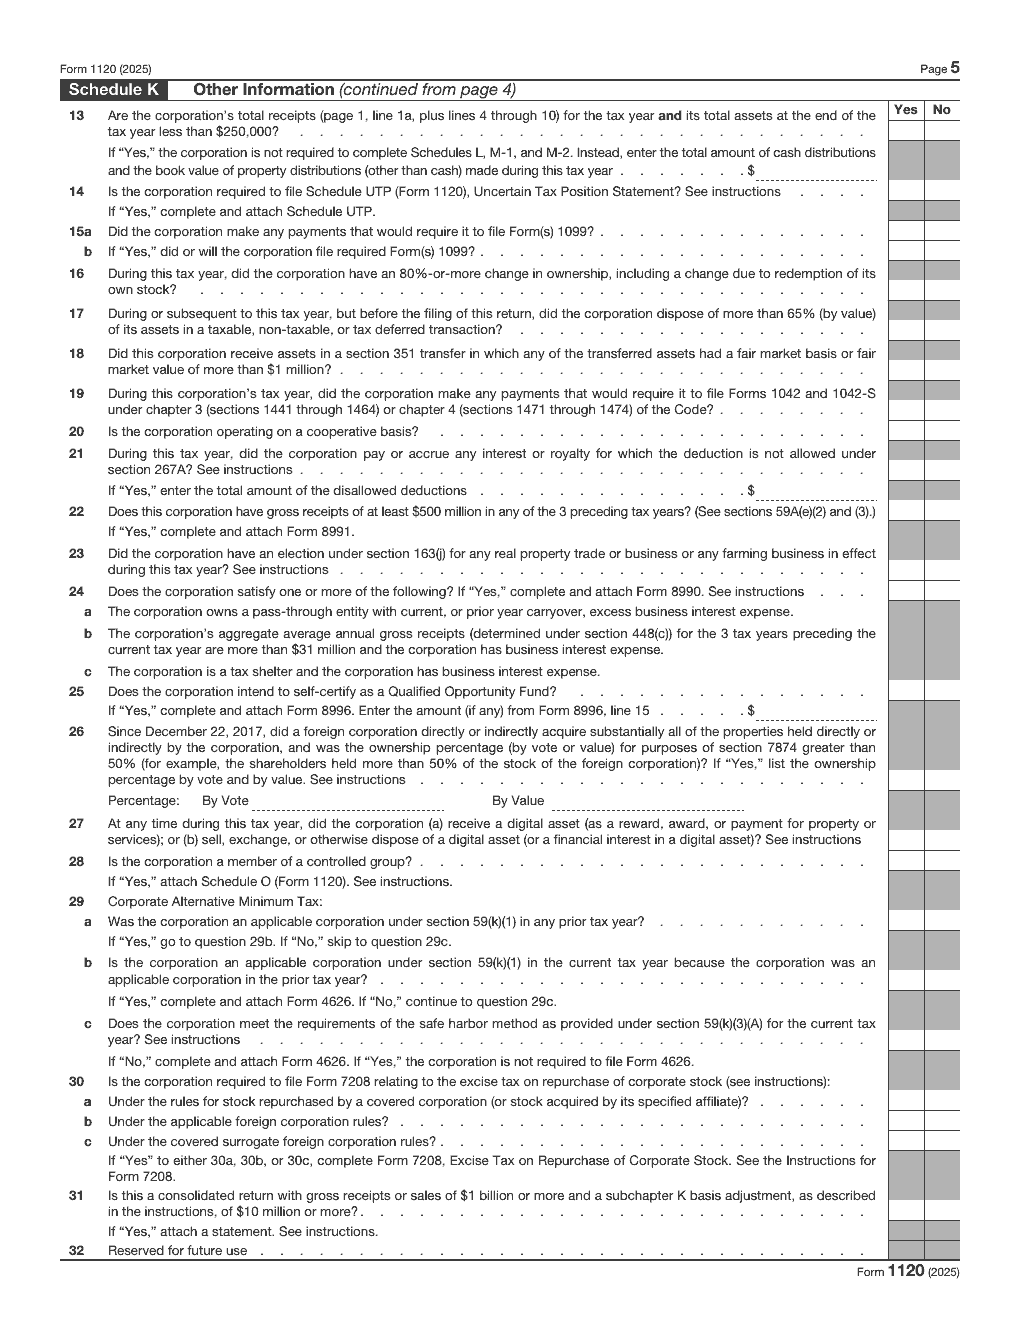 Form 1120 (2025) Page 5
Schedule K Other Information (continued from page 4)
Yes No
13 Are the corporation's total receipts (page 1, line 1a, plus lines 4 through 10) for the tax year and its total assets at the end of the
tax year less than $250,000?
If “Yes,” the corporation is not required to complete Schedules L, M-1, and M-2. Instead, enter the total amount of cash distributions
and the book value of property distributions (other than cash) made during this tax year $
14 Is the corporation required to file Schedule UTP (Form 1120), Uncertain Tax Position Statement? See instructions
If “Yes,” complete and attach Schedule UTP.
15a Did the corporation make any payments that would require it to file Form(s) 1099?
b If “Yes,” did or will the corporation file required Form(s) 1099?
16 During this tax year, did the corporation have an 80%-or-more change in ownership, including a change due to redemption of its
own stock?
17 During or subsequent to this tax year, but before the filing of this return, did the corporation dispose of more than 65% (by value)
of its assets in a taxable, non-taxable, or tax deferred transaction?
18 Did this corporation receive assets in a section 351 transfer in which any of the transferred assets had a fair market basis or fair
market value of more than $1 million?
19 During this corporation's tax year, did the corporation make any payments that would require it to file Forms 1042 and 1042-S
under chapter 3 (sections 1441 through 1464) or chapter 4 (sections 1471 through 1474) of the Code?
20 Is the corporation operating on a cooperative basis?
21 During this tax year, did the corporation pay or accrue any interest or royalty for which the deduction is not allowed under
section 267A? See instructions
If “Yes,” enter the total amount of the disallowed deductions $
22 Does this corporation have gross receipts of at least $500 million in any of the 3 preceding tax years? (See sections 59A(e)(2) and (3).)
If “Yes,” complete and attach Form 8991.
23 Did the corporation have an election under section 163(j) for any real property trade or business or any farming business in effect
during this tax year? See instructions
24 Does the corporation satisfy one or more of the following? If “Yes,” complete and attach Form 8990. See instructions
a The corporation owns a pass-through entity with current, or prior year carryover, excess business interest expense.
b The corporation's aggregate average annual gross receipts (determined under section 448(c)) for the 3 tax years preceding the
current tax year are more than $31 million and the corporation has business interest expense.
c The corporation is a tax shelter and the corporation has business interest expense.
25 Does the corporation intend to self-certify as a Qualified Opportunity Fund?
If “Yes,” complete and attach Form 8996. Enter the amount (if any) from Form 8996, line 15 $
26 Since December 22, 2017, did a foreign corporation directly or indirectly acquire substantially all of the properties held directly or
indirectly by the corporation, and was the ownership percentage (by vote or value) for purposes of section 7874 greater than
50% (for example, the shareholders held more than 50% of the stock of the foreign corporation)? If “Yes,” list the ownership
percentage by vote and by value. See instructions
Percentage: By Vote By Value
27 At any time during this tax year, did the corporation (a) receive a digital asset (as a reward, award, or payment for property or
services); or (b) sell, exchange, or otherwise dispose of a digital asset (or a financial interest in a digital asset)? See instructions
28 Is the corporation a member of a controlled group?
If “Yes,” attach Schedule O (Form 1120). See instructions.
29 Corporate Alternative Minimum Tax:
a Was the corporation an applicable corporation under section 59(k)(1) in any prior tax year?
If “Yes,” go to question 29b. If “No,” skip to question 29c.
b Is the corporation an applicable corporation under section 59(k)(1) in the current tax year because the corporation was an
applicable corporation in the prior tax year?
If “Yes,” complete and attach Form 4626. If “No,” continue to question 29c.
c Does the corporation meet the requirements of the safe harbor method as provided under section 59(k)(3)(A) for the current tax
year? See instructions
If “No,” complete and attach Form 4626. If “Yes,” the corporation is not required to file Form 4626.
30 Is the corporation required to file Form 7208 relating to the excise tax on repurchase of corporate stock (see instructions):
a Under the rules for stock repurchased by a covered corporation (or stock acquired by its specified affiliate)?
b Under the applicable foreign corporation rules?
c Under the covered surrogate foreign corporation rules?
If “Yes” to either 30a, 30b, or 30c, complete Form 7208, Excise Tax on Repurchase of Corporate Stock. See the Instructions for
Form 7208.
31 Is this a consolidated return with gross receipts or sales of $1 billion or more and a subchapter K basis adjustment, as described
in the instructions, of $10 million or more?
If “Yes,” attach a statement. See instructions.
32 Reserved for future use
Form 1120 (2025)